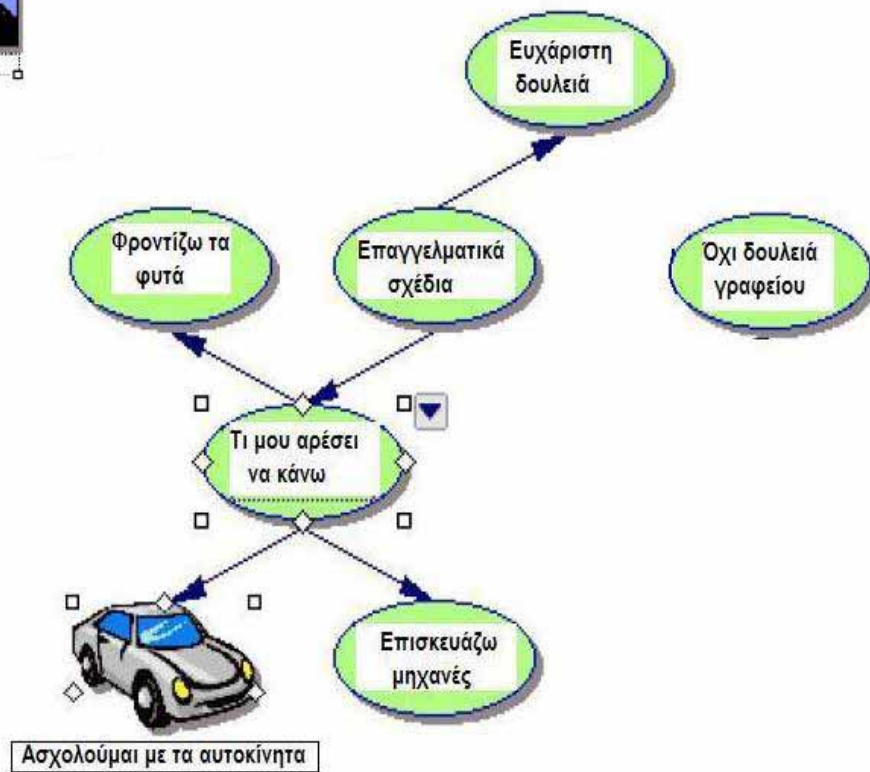 Ευχάριστη
δουλειά
Φροντίζω τα
φυτά
Επαγγελματικά
σχέδια
Όχι δουλειά
γραφείου
Τι μου αρέσει
να κάνω
Επισκευάζω
μηχανές
Ασχολούμαι με τα αυτοκίνητα